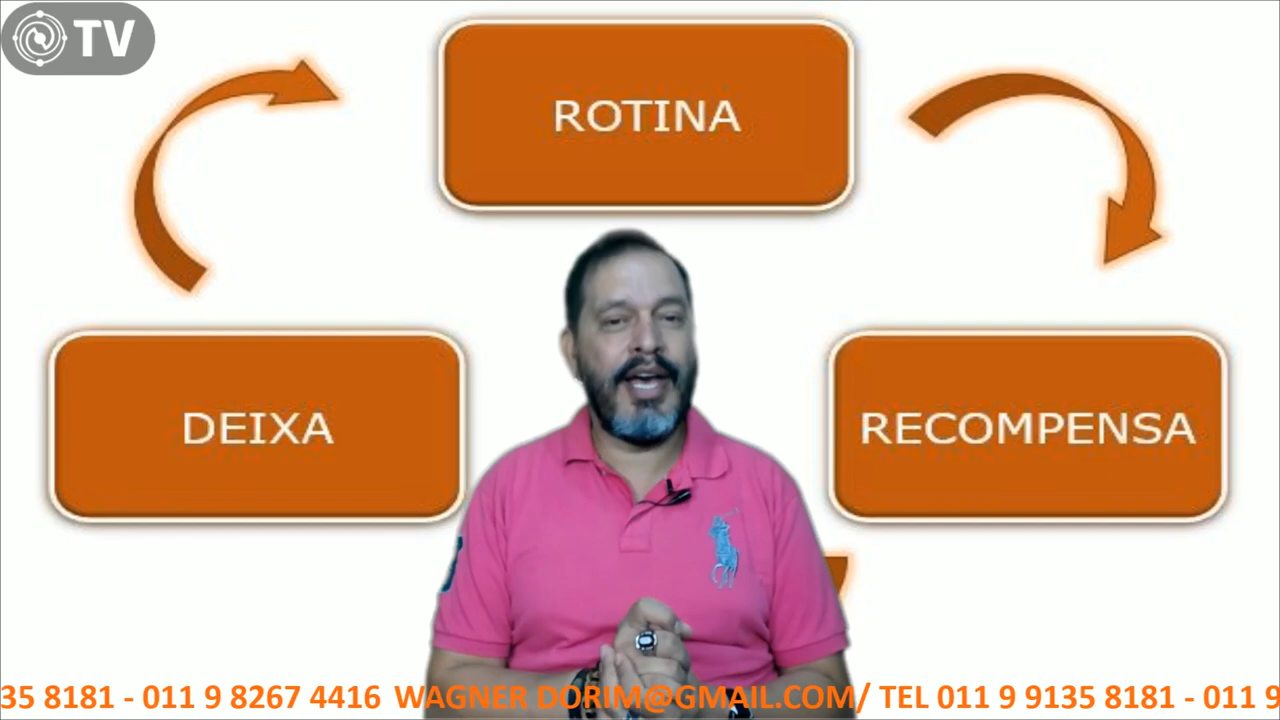 TV
ROTINA
DEIXA
RECOMPENSA
35 8181 - 011 9 8267 4416 WAGNER DORIM@GMAIL.COM/ TEL 011 9 9135 8181 - 011 9